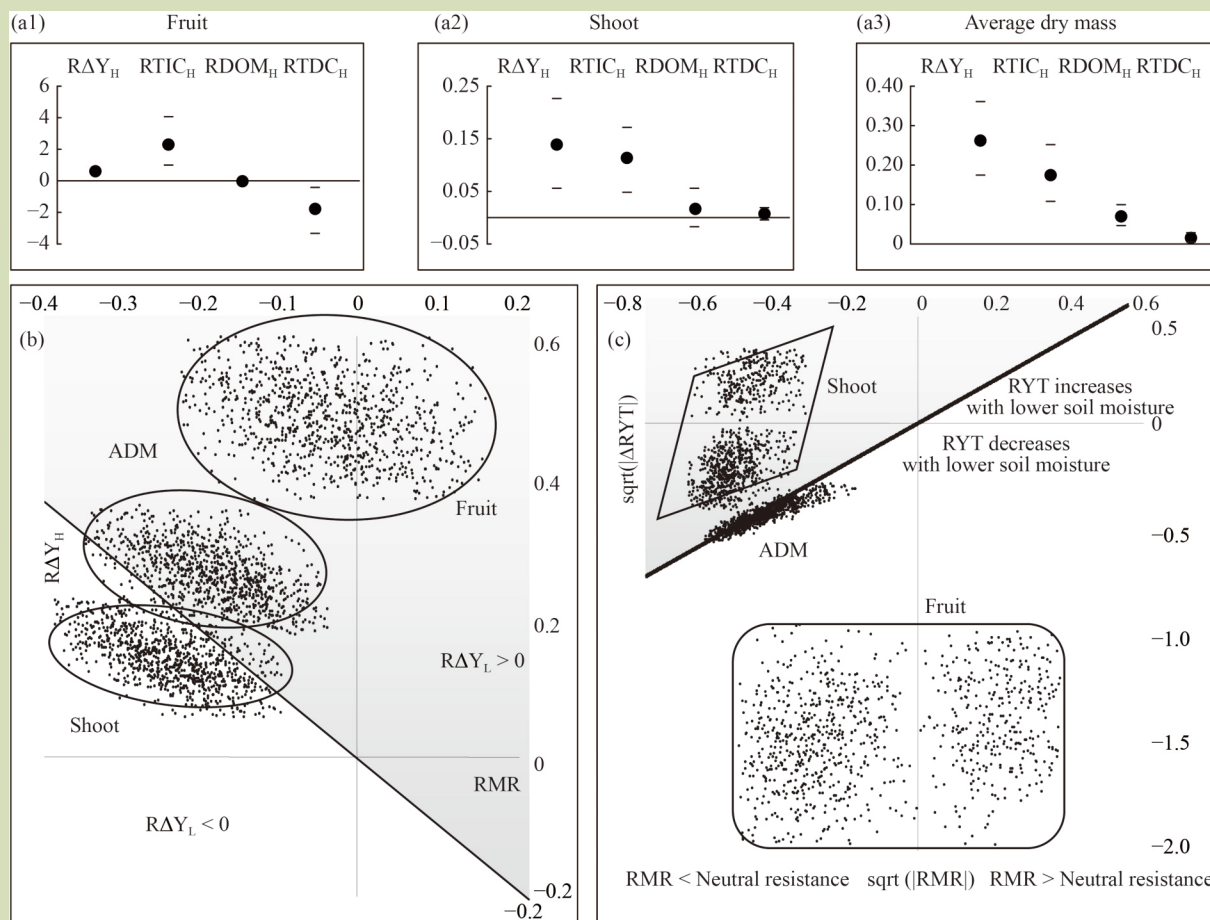 (a1) Fruit
RΔY_H RTIC_H RDOM_H RTDC_H
6
4
2
0
−2
−4
(a2) Shoot
RΔY_H RTIC_H RDOM_H RTDC_H
0.25
0.15
0.05
−0.05
(a3) Average dry mass
RΔY_H RTIC_H RDOM_H RTDC_H
0.40
0.30
0.20
0.10
0
−0.4 −0.3 −0.2 −0.1 0 0.1 0.2
(b)
0.6
ADM
0.4
Fruit
RΔY_H
0.2
RΔY_L > 0
Shoot
0
RMR
RΔY_L < 0
−0.2
−0.2
−0.8 −0.6 −0.4 −0.2 0 0.2 0.4 0.6
(c)
0.5
Shoot
RYT increases
with lower soil moisture
0
RYT decreases
with lower soil moisture
sqrt(|ΔRYT|)
−0.5
ADM
Fruit
−1.0
−1.5
−2.0
RMR < Neutral resistance sqrt (|RMR|) RMR > Neutral resistance